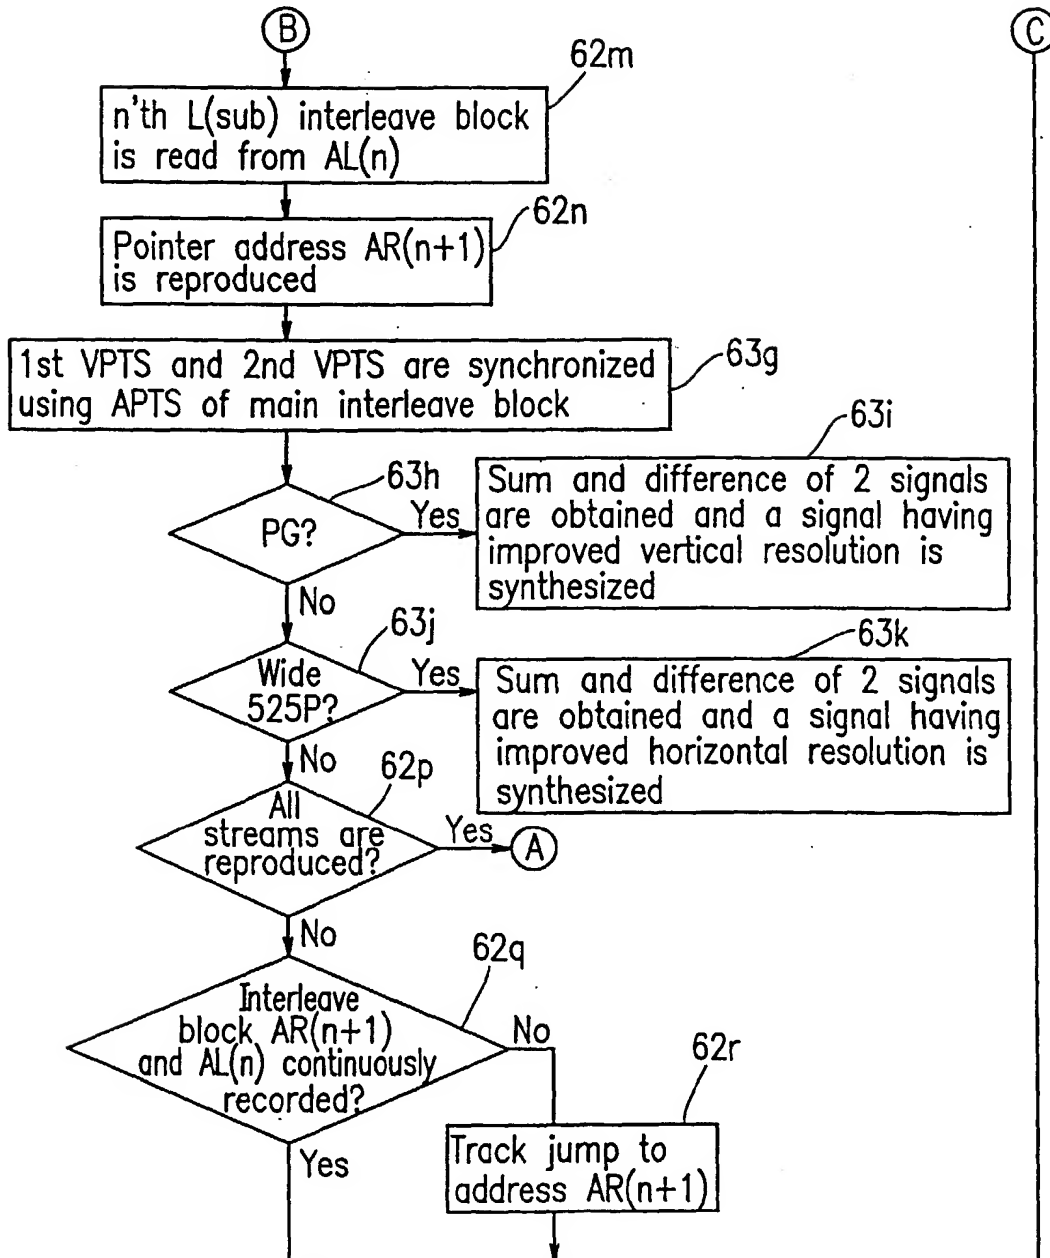 B
C
62m
n'th L(sub) interleave block
is read from AL(n)
62n
Pointer address AR(n+1)
is reproduced
63g
1st VPTS and 2nd VPTS are synchronized
using APTS of main interleave block
63h
PG?
Yes
No
63i
Sum and difference of 2 signals
are obtained and a signal having
improved vertical resolution is
synthesized
63j
Wide
525P?
Yes
No
63k
Sum and difference of 2 signals
are obtained and a signal having
improved horizontal resolution is
synthesized
62p
All
streams are
reproduced?
Yes
A
No
62q
Interleave
block AR(n+1)
and AL(n) continuously
recorded?
No
Yes
62r
Track jump to
address AR(n+1)